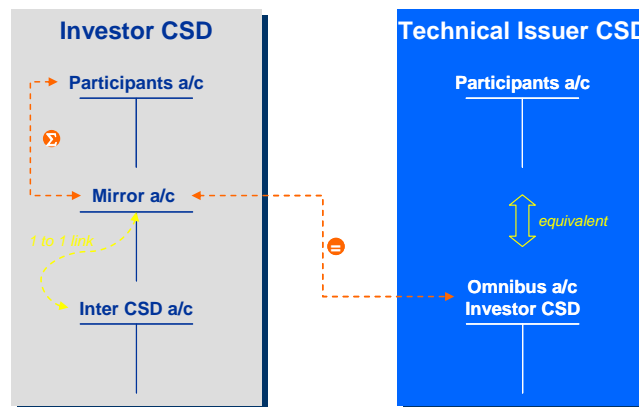 Investor CSD
Participants a/c
Σ
Mirror a/c
1 to 1 link
Inter CSD a/c
=
Technical Issuer CSD
Participants a/c
equivalent
Omnibus a/c
Investor CSD